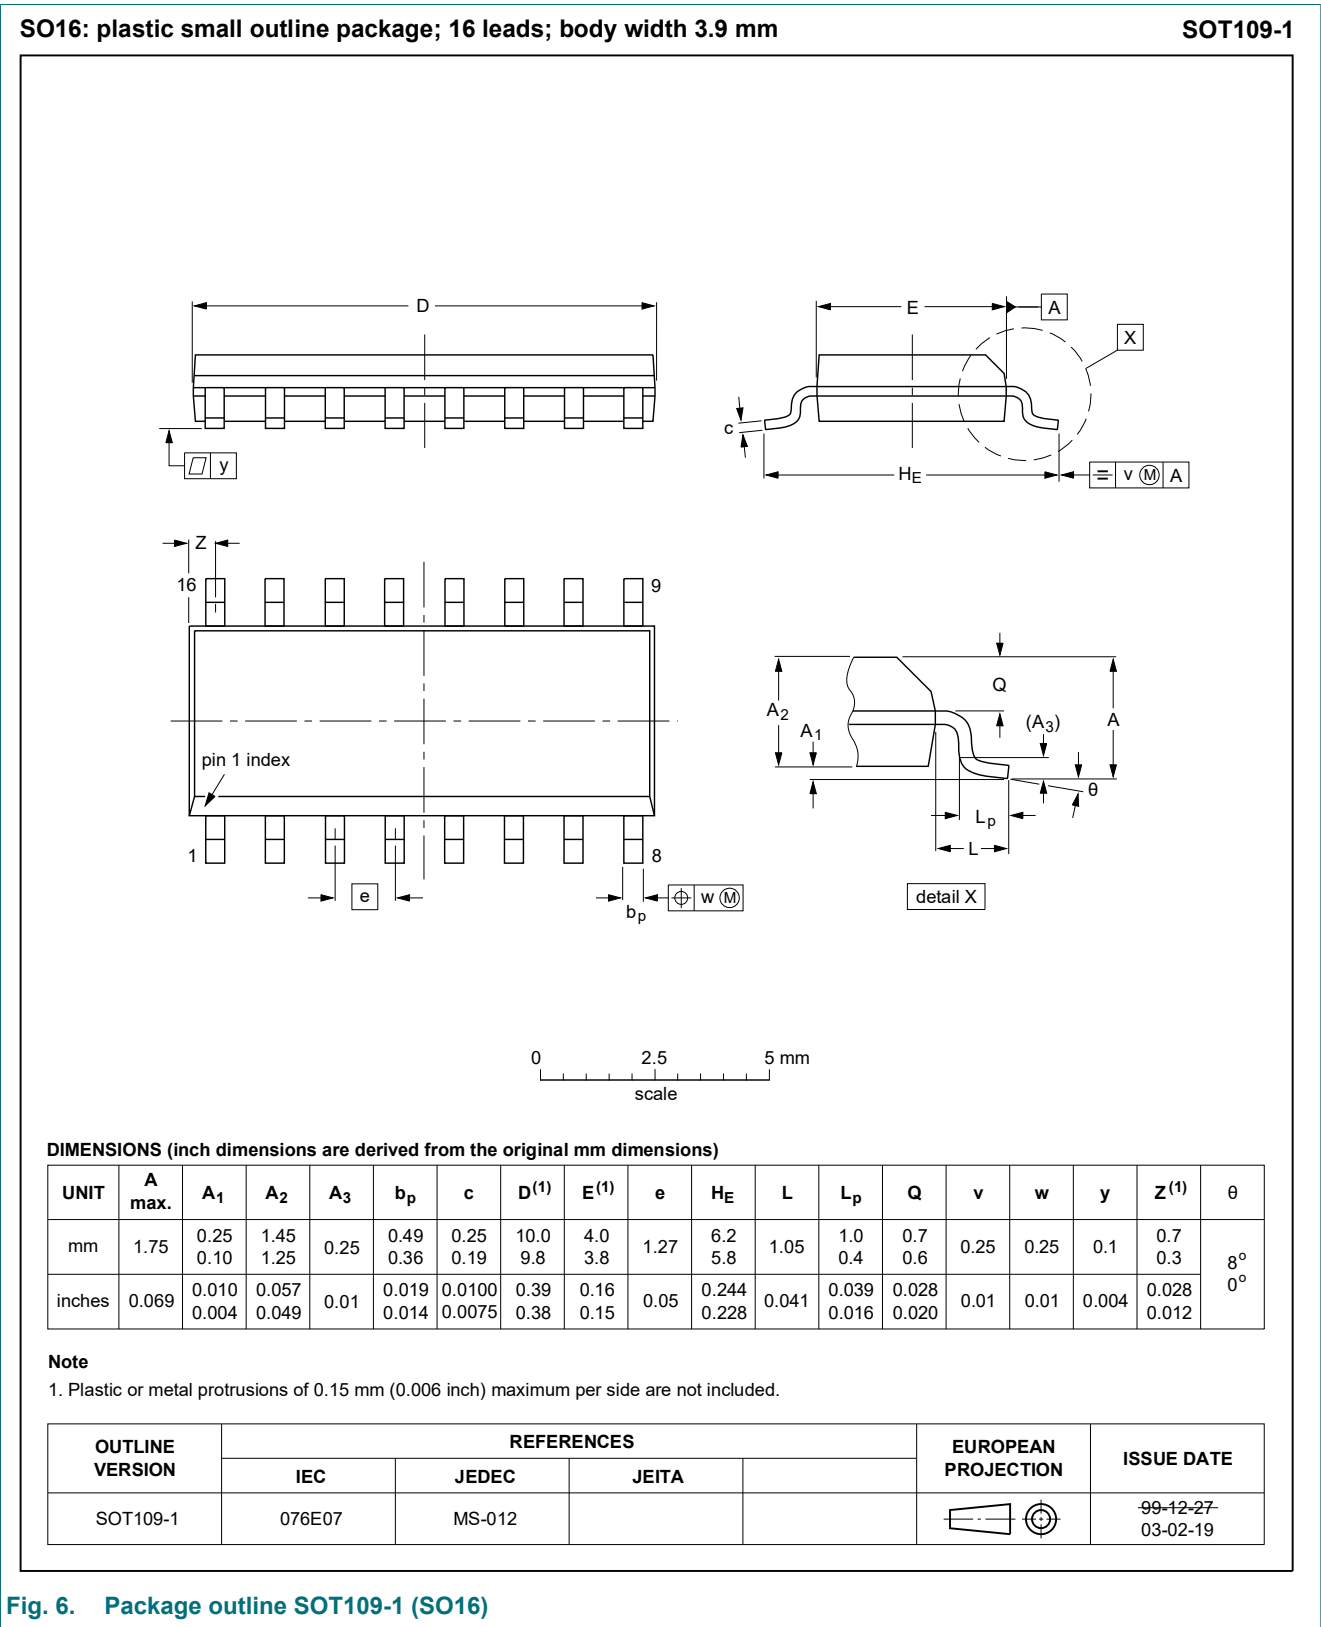 SO16: plastic small outline package; 16 leads; body width 3.9 mm SOT109-1
D
E A
X
c
y
HE
v M A
Z
16 9
pin 1 index
1 8
e
bp
w M
A2 A1 Q (A3) A
θ
Lp
L
detail X
0 2.5 5 mm
scale
DIMENSIONS (inch dimensions are derived from the original mm dimensions)
UNIT A max. A1 A2 A3 bp c D(1) E(1) e HE L Lp Q v w y Z(1) θ
mm 1.75 0.25 0.10 1.45 1.25 0.25 0.49 0.36 0.25 0.19 10.0 9.8 4.0 3.8 1.27 6.2 5.8 1.05 1.0 0.4 0.7 0.6 0.25 0.25 0.1 0.7 0.3 8° 0°
inches 0.069 0.010 0.004 0.057 0.049 0.01 0.019 0.014 0.0100 0.0075 0.39 0.38 0.16 0.15 0.05 0.244 0.228 0.041 0.039 0.016 0.028 0.020 0.01 0.01 0.004 0.028 0.012
Note
1. Plastic or metal protrusions of 0.15 mm (0.006 inch) maximum per side are not included.
OUTLINE VERSION REFERENCES EUROPEAN PROJECTION ISSUE DATE
IEC JEDEC JEITA
SOT109-1 076E07 MS-012 99-12-27
03-02-19
Fig. 6. Package outline SOT109-1 (SO16)